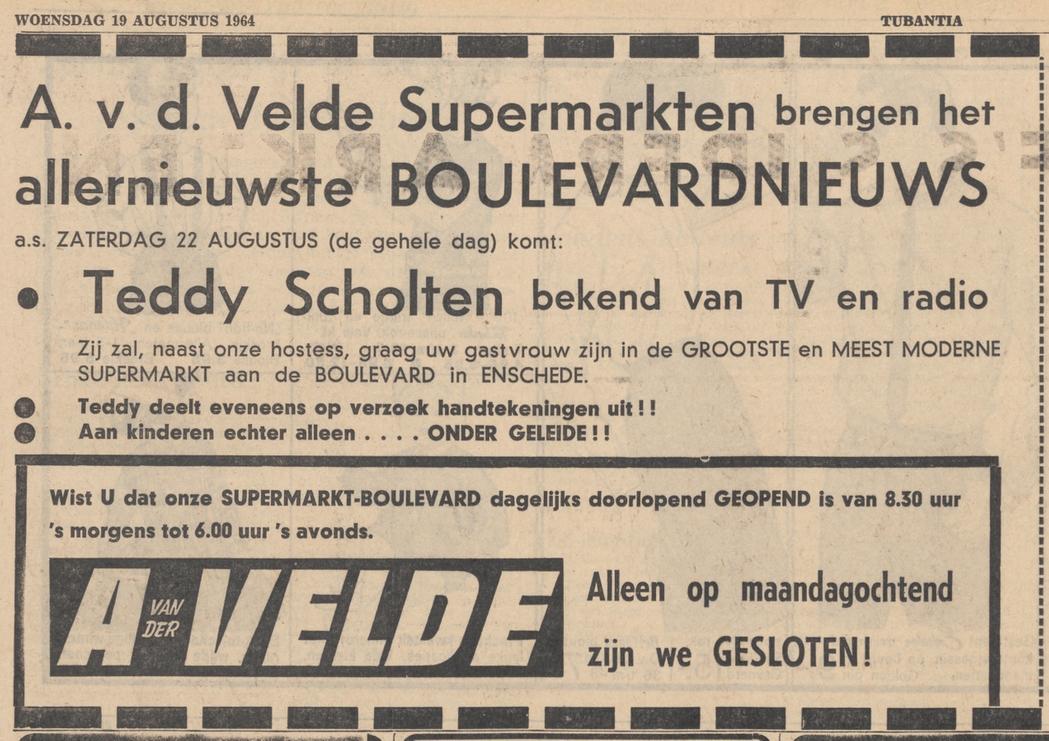 WOENSDAG 19 AUGUSTUS 1964
TUBANTIA
A. v. d. Velde Supermarkten brengen het
allernieuwste BOULEVARDNIEUWS
a.s. ZATERDAG 22 AUGUSTUS (de gehele dag) komt:
● Teddy Scholten bekend van TV en radio
Zij zal, naast onze hostess, graag uw gastvrouw zijn in de GROOTSTE en MEEST MODERNE
SUPERMARKT aan de BOULEVARD in ENSCHEDE.
● Teddy deelt eveneens op verzoek handtekeningen uit!!
● Aan kinderen echter alleen .... ONDER GELEIDE!!
Wist U dat onze SUPERMARKT-BOULEVARD dagelijks doorlopend GEOPEND is van 8.30 uur
's morgens tot 6.00 uur 's avonds.
A VAN DER VELDE
Alleen op maandagochtend
zijn we GESLOTEN!